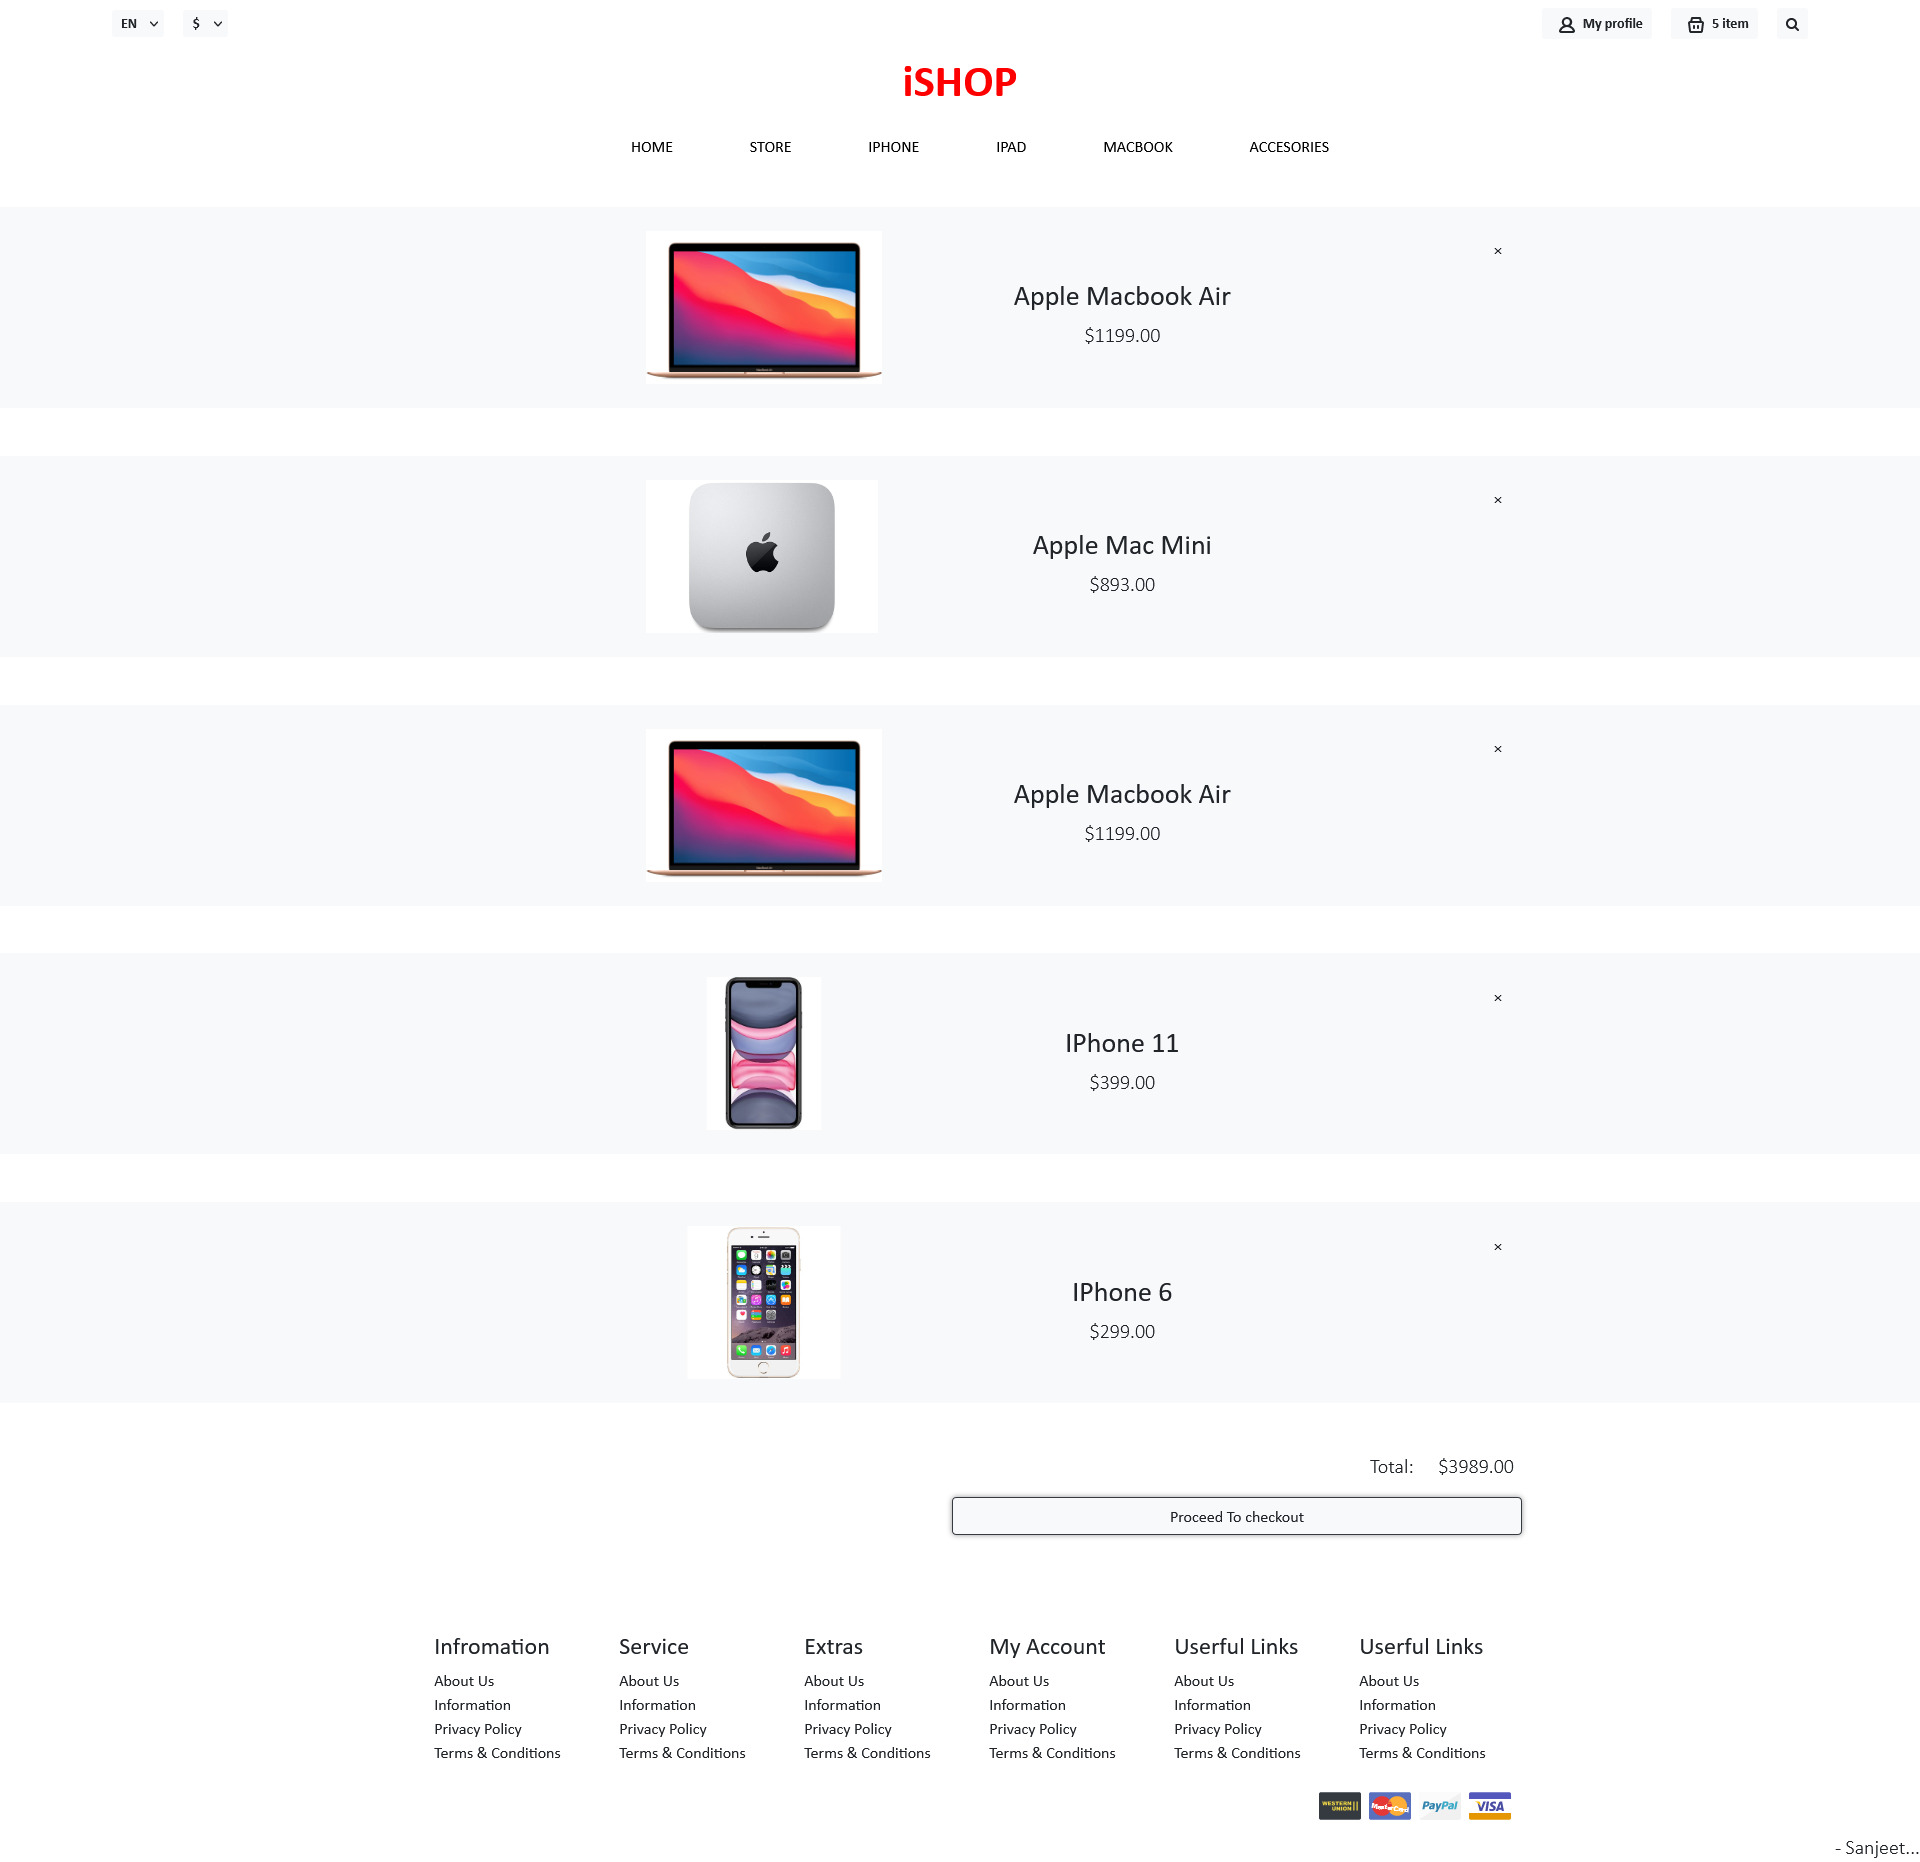 EN
$
My profile
5 item
iSHOP
HOME STORE IPHONE IPAD MACBOOK ACCESORIES
×
Apple Macbook Air
$1199.00
×
Apple Mac Mini
$893.00
×
Apple Macbook Air
$1199.00
×
IPhone 11
$399.00
×
IPhone 6
$299.00
Total: $3989.00
Proceed To checkout
Infromation
About Us
Information
Privacy Policy
Terms & Conditions
Service
About Us
Information
Privacy Policy
Terms & Conditions
Extras
About Us
Information
Privacy Policy
Terms & Conditions
My Account
About Us
Information
Privacy Policy
Terms & Conditions
Userful Links
About Us
Information
Privacy Policy
Terms & Conditions
Userful Links
About Us
Information
Privacy Policy
Terms & Conditions
WESTERN
UNION
MasterCard
PayPal
VISA
- Sanjeet...